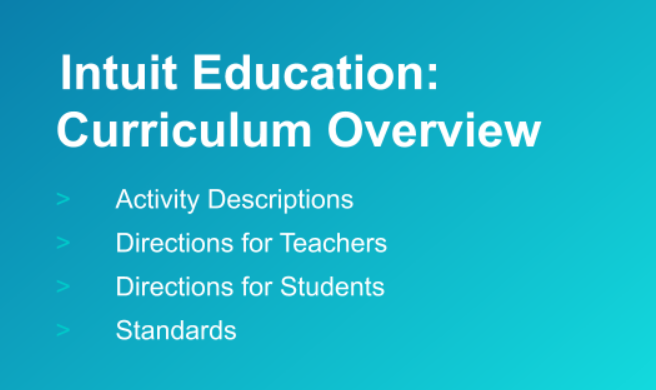 Intuit Education:
Curriculum Overview
> Activity Descriptions
> Directions for Teachers
> Directions for Students
> Standards